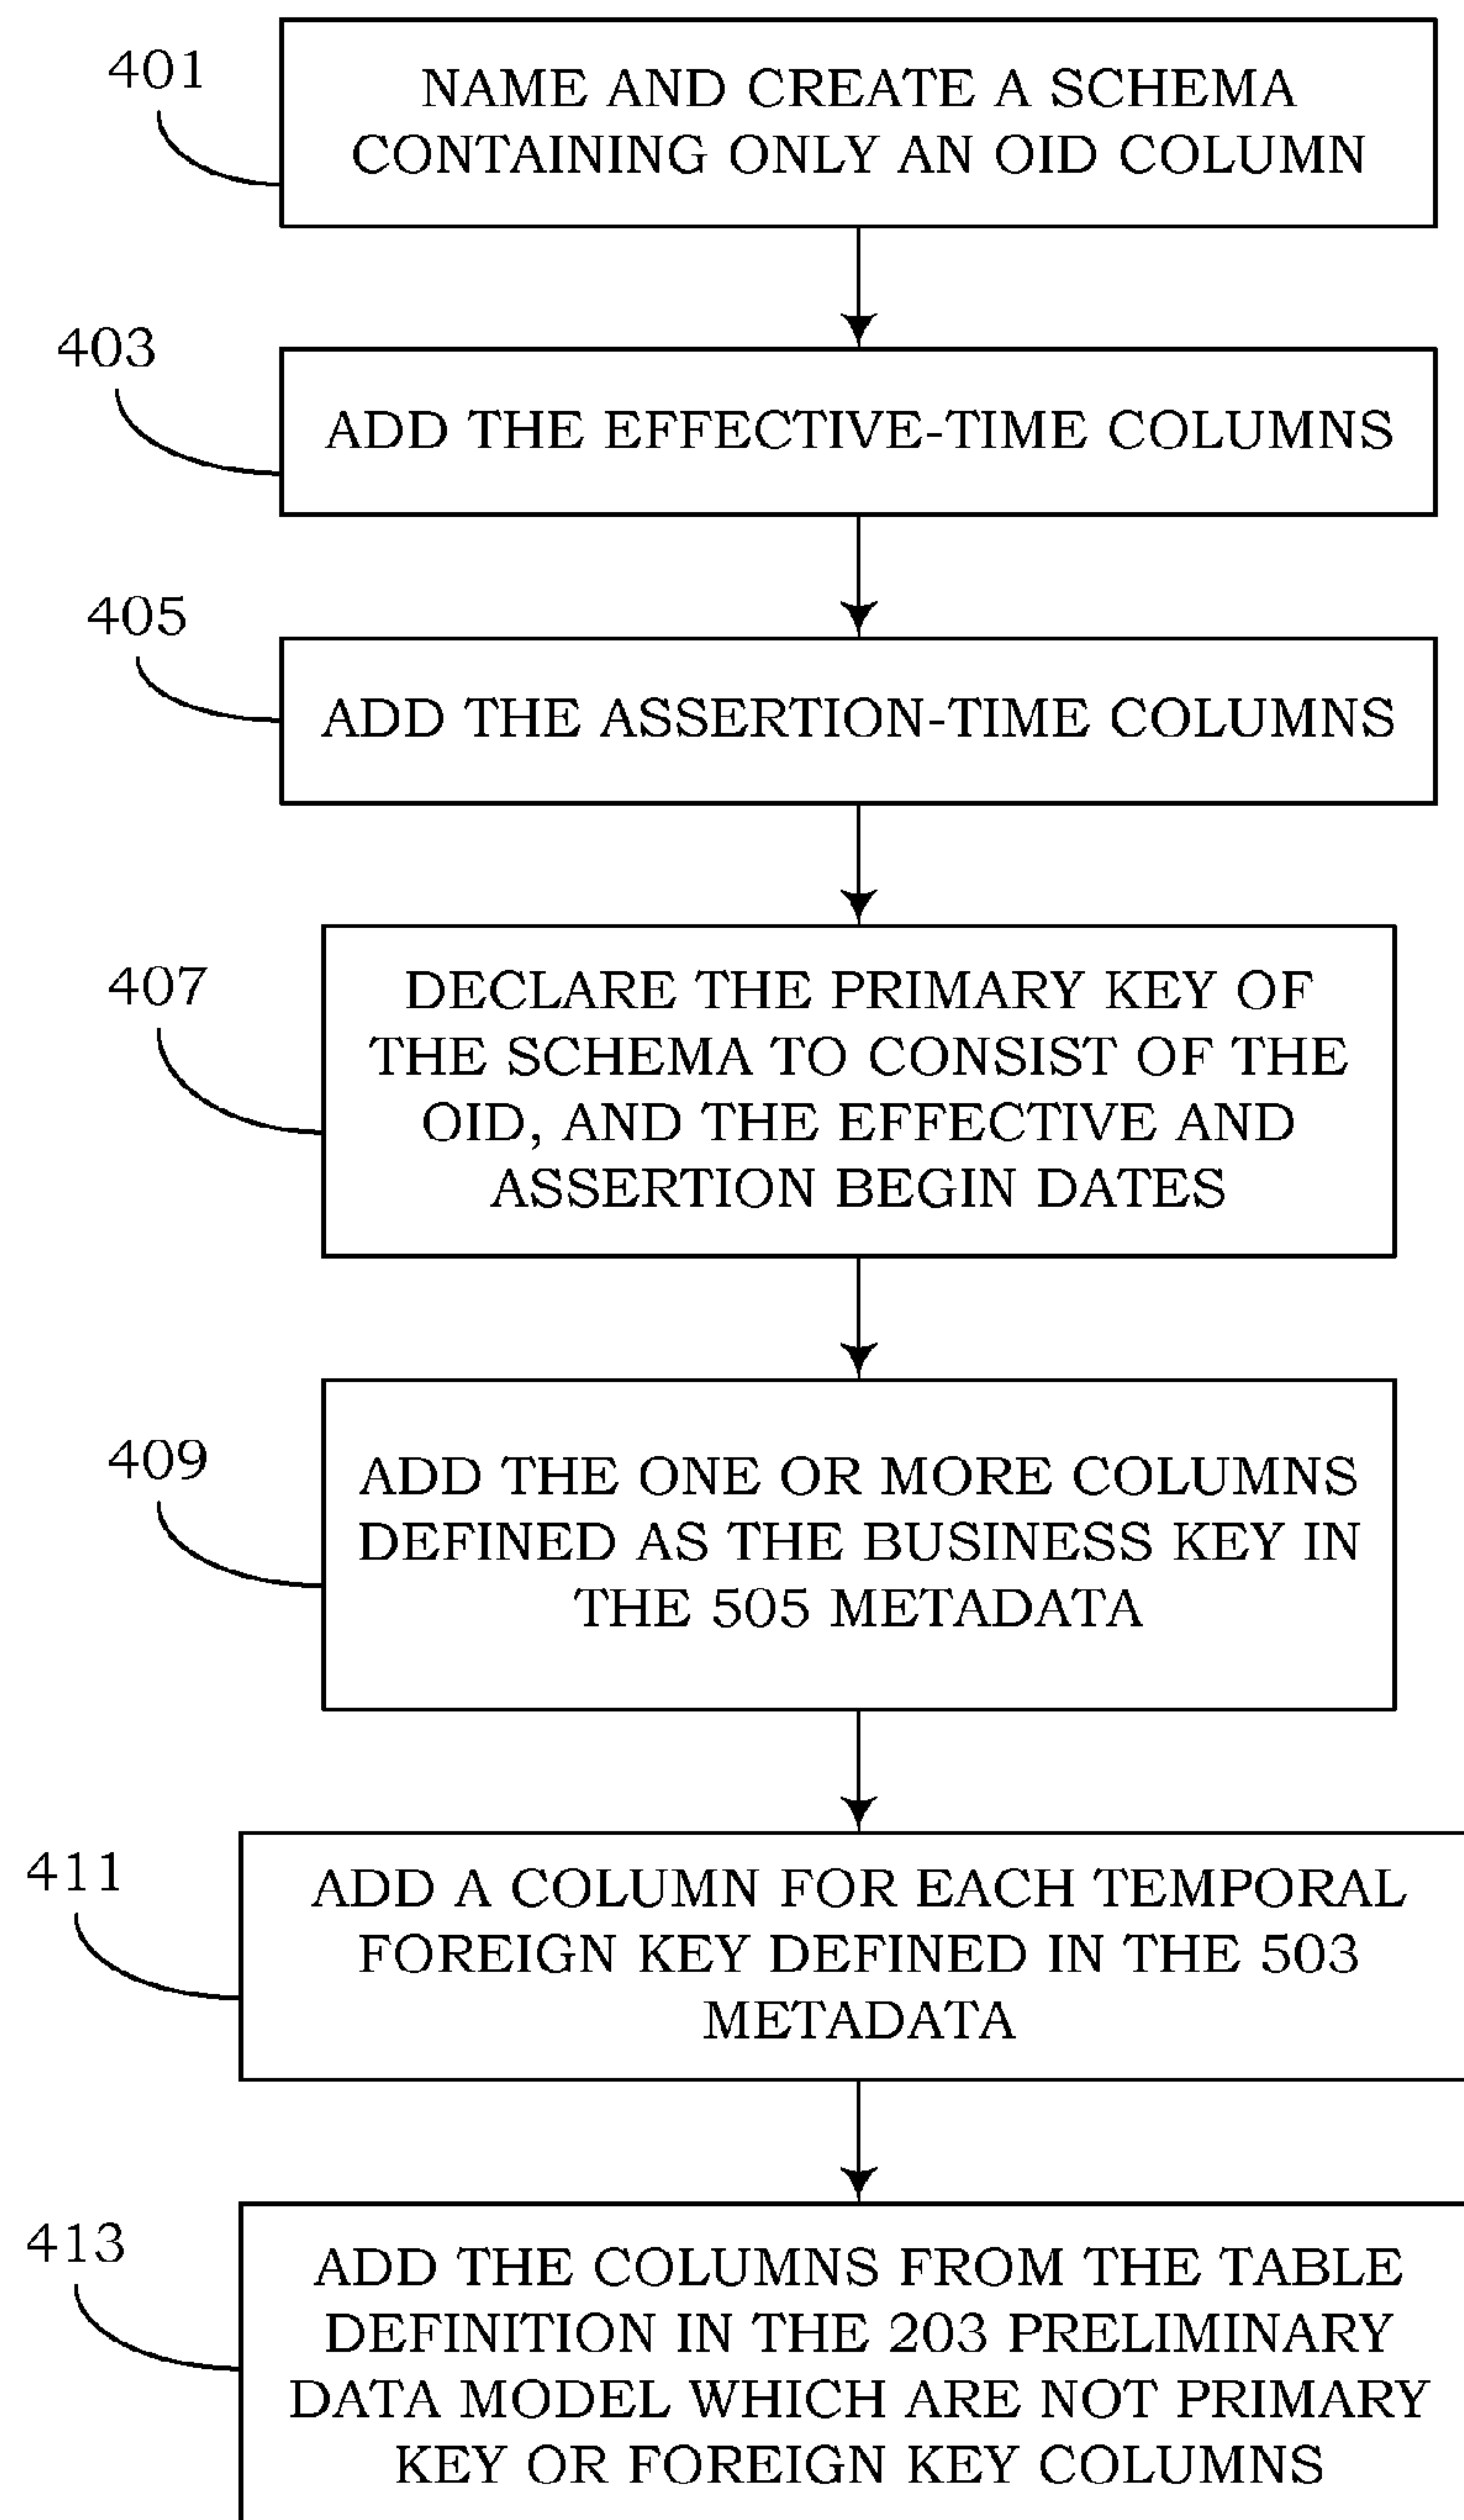 401
NAME AND CREATE A SCHEMA
CONTAINING ONLY AN OID COLUMN
403
ADD THE EFFECTIVE-TIME COLUMNS
405
ADD THE ASSERTION-TIME COLUMNS
407
DECLARE THE PRIMARY KEY OF
THE SCHEMA TO CONSIST OF THE
OID, AND THE EFFECTIVE AND
ASSERTION BEGIN DATES
409
ADD THE ONE OR MORE COLUMNS
DEFINED AS THE BUSINESS KEY IN
THE 505 METADATA
411
ADD A COLUMN FOR EACH TEMPORAL
FOREIGN KEY DEFINED IN THE 503
METADATA
413
ADD THE COLUMNS FROM THE TABLE
DEFINITION IN THE 203 PRELIMINARY
DATA MODEL WHICH ARE NOT PRIMARY
KEY OR FOREIGN KEY COLUMNS